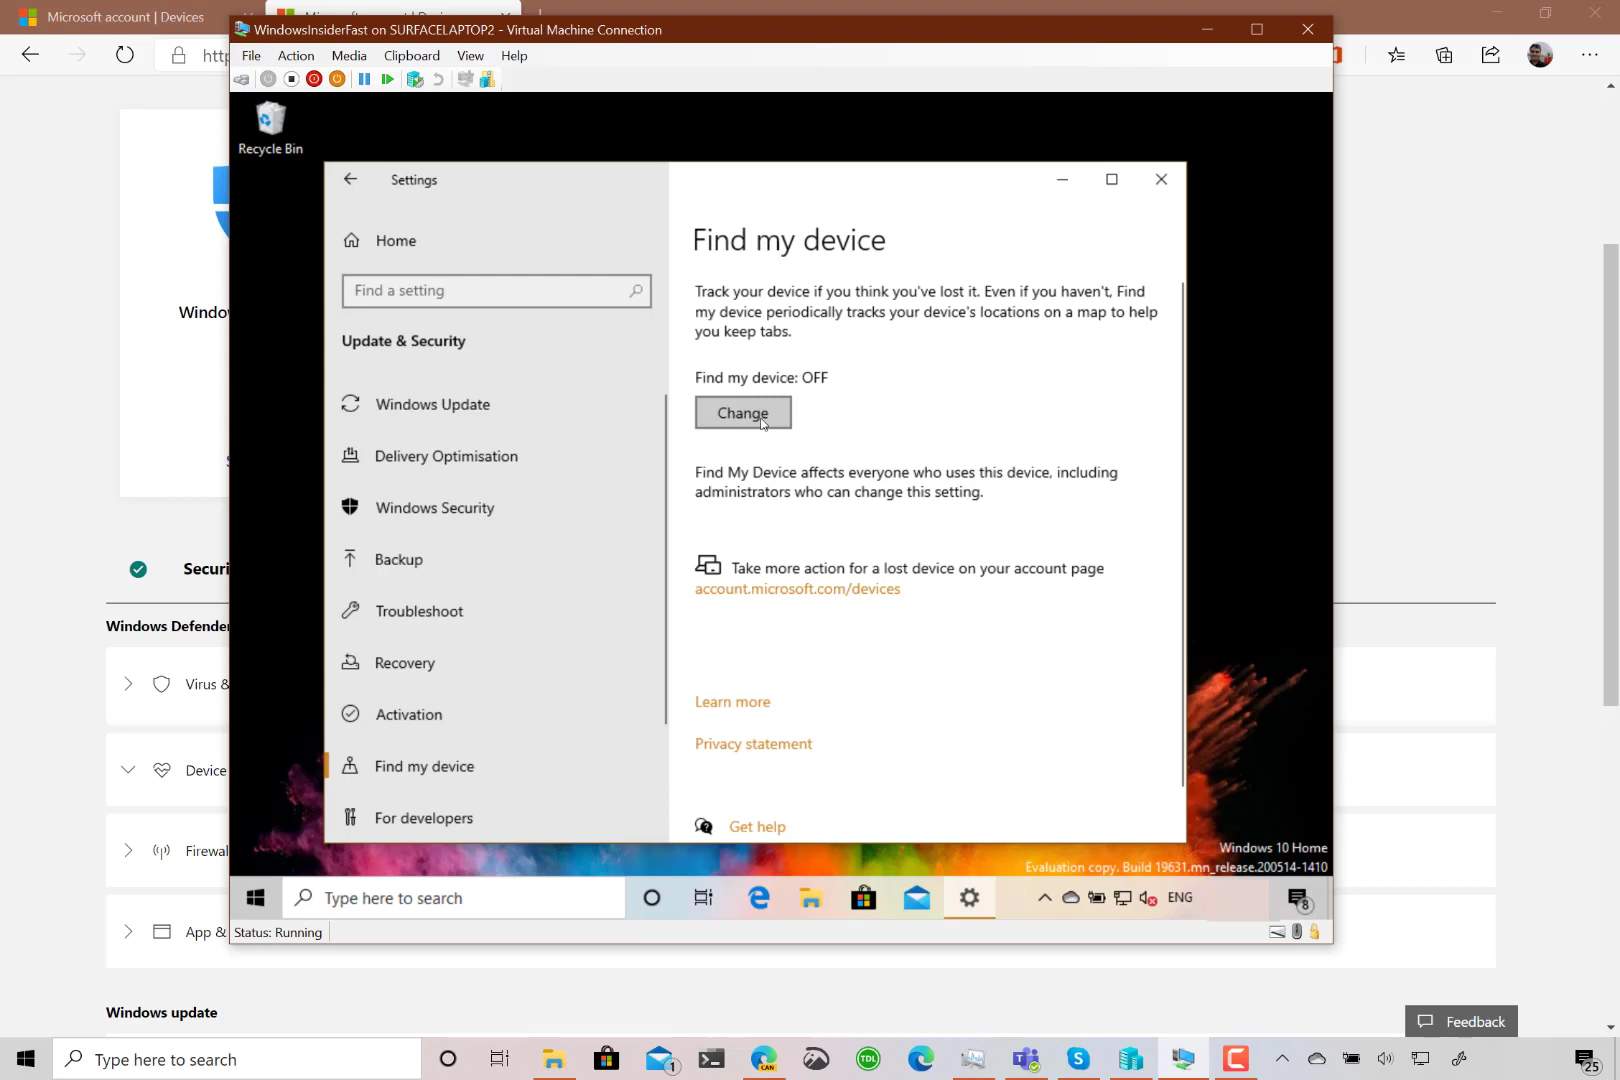 Microsoft account | Devices
WindowsInsiderFast on SURFACELAPTOP2 - Virtual Machine Connection
File Action Media Clipboard View Help
Recycle Bin
Settings
Home
Find a setting
Update & Security
Windows Update
Delivery Optimisation
Windows Security
Backup
Troubleshoot
Recovery
Activation
Find my device
For developers
Find my device
Track your device if you think you've lost it. Even if you haven't, Find
my device periodically tracks your device's locations on a map to help
you keep tabs.
Find my device: OFF
Change
Find My Device affects everyone who uses this device, including
administrators who can change this setting.
Take more action for a lost device on your account page
account.microsoft.com/devices
Learn more
Privacy statement
Get help
Windows 10 Home
Evaluation copy. Build 19631.mn_release.200514-1410
Type here to search
ENG
8
Status: Running
Windo
Securi
Windows Defender
Virus &
Device
Firewal
App &
Windows update
Feedback
Type here to search
1
CAN
TDL
25